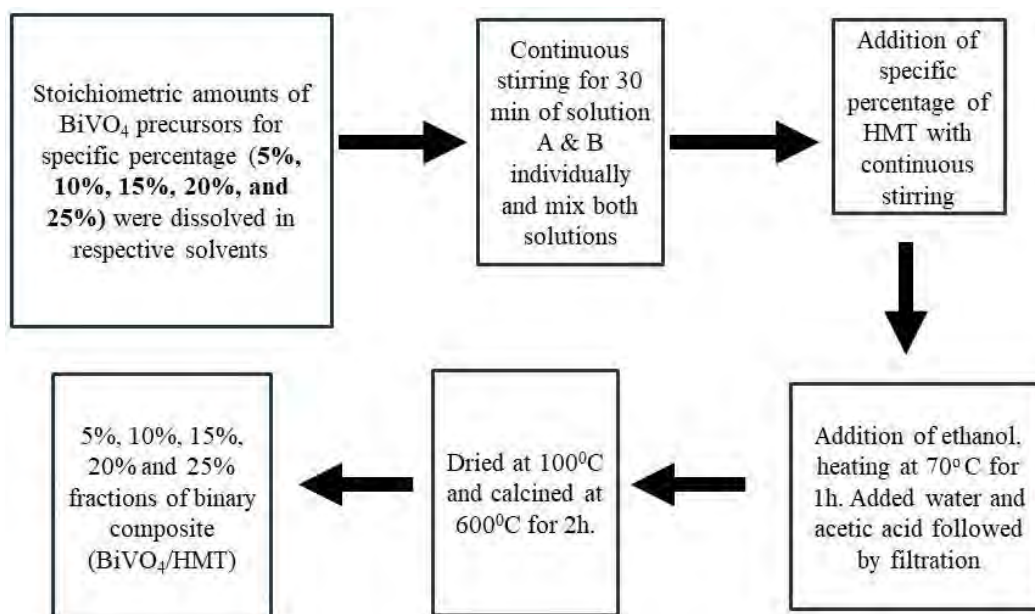 Stoichiometric amounts of
BiVO₄ precursors for
specific percentage (5%,
10%, 15%, 20%, and
25%) were dissolved in
respective solvents
Continuous
stirring for 30
min of solution
A & B
individually
and mix both
solutions
Addition of
specific
percentage of
HMT with
continuous
stirring
Addition of ethanol,
heating at 70° C for
1h. Added water and
acetic acid followed
by filtration
Dried at 100⁰C
and calcined at
600⁰C for 2h.
5%, 10%, 15%,
20% and 25%
fractions of binary
composite
(BiVO₄/HMT)